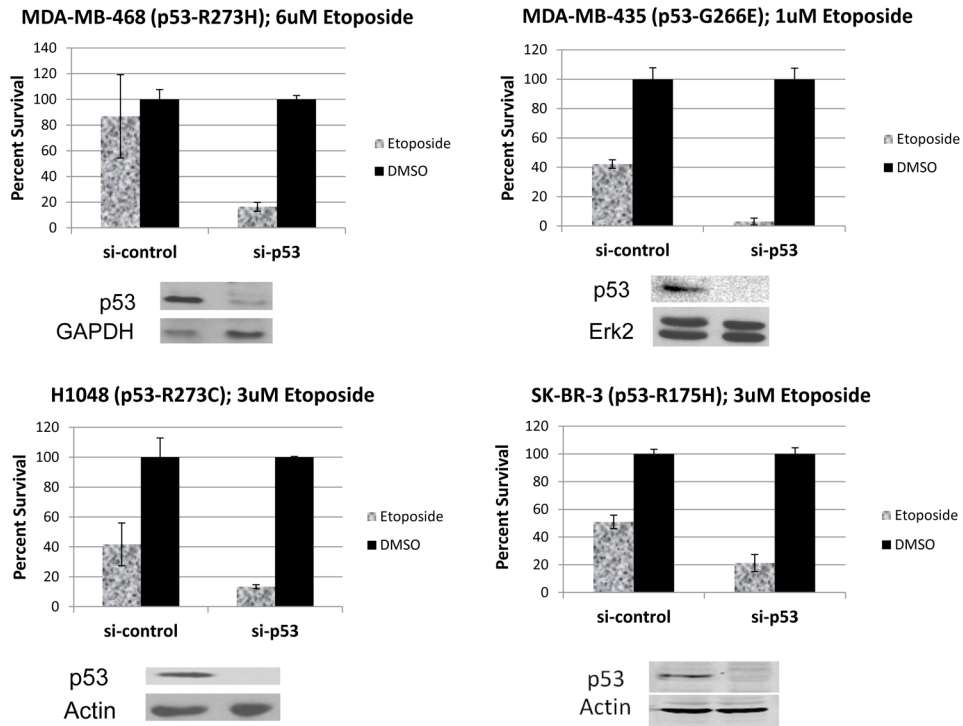 MDA-MB-468 (p53-R273H); 6uM Etoposide
Percent Survival
140
120
100
80
60
40
20
0
si-control
si-p53
Etoposide
DMSO
p53
GAPDH
MDA-MB-435 (p53-G266E); 1uM Etoposide
Percent Survival
120
100
80
60
40
20
0
si-control
si-p53
Etoposide
DMSO
p53
Erk2
H1048 (p53-R273C); 3uM Etoposide
Percent Survival
120
100
80
60
40
20
0
si-control
si-p53
Etoposide
DMSO
p53
Actin
SK-BR-3 (p53-R175H); 3uM Etoposide
Percent Survival
120
100
80
60
40
20
0
si-control
si-p53
Etoposide
DMSO
p53
Actin